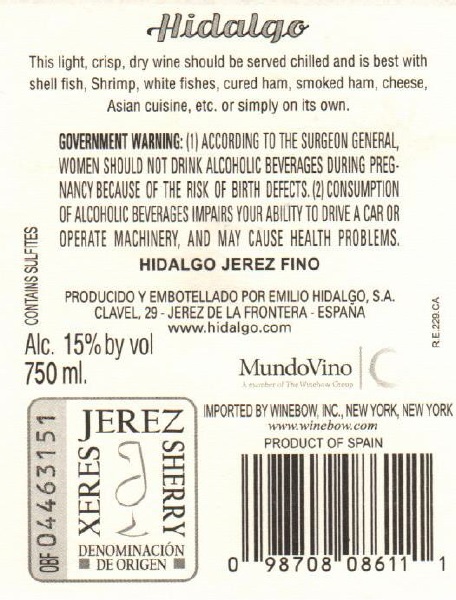 Hidalgo
This light, crisp, dry wine should be served chilled and is best with
shell fish, Shrimp, white fishes, cured ham, smoked ham, cheese,
Asian cuisine, etc. or simply on its own.
GOVERNMENT WARNING: (1) ACCORDING TO THE SURGEON GENERAL,
WOMEN SHOULD NOT DRINK ALCOHOLIC BEVERAGES DURING PREG-
NANCY BECAUSE OF THE RISK OF BIRTH DEFECTS. (2) CONSUMPTION
OF ALCOHOLIC BEVERAGES IMPAIRS YOUR ABILITY TO DRIVE A CAR OR
OPERATE MACHINERY, AND MAY CAUSE HEALTH PROBLEMS.
HIDALGO JEREZ FINO
CONTAINS SULFITES
PRODUCIDO Y EMBOTELLADO POR EMILIO HIDALGO, S.A.
CLAVEL, 29 - JEREZ DE LA FRONTERA - ESPAÑA
www.hidalgo.com
R.E.229.CA
Alc. 15% by vol
750 ml.
MundoVino
A member of The Winebow Group
IMPORTED BY WINEBOW, INC., NEW YORK, NEW YORK
www.winebow.com
PRODUCT OF SPAIN
OBF 04463151
JEREZ
XERES
SHERRY
DENOMINACIÓN
DE ORIGEN
0 98708 08611 1